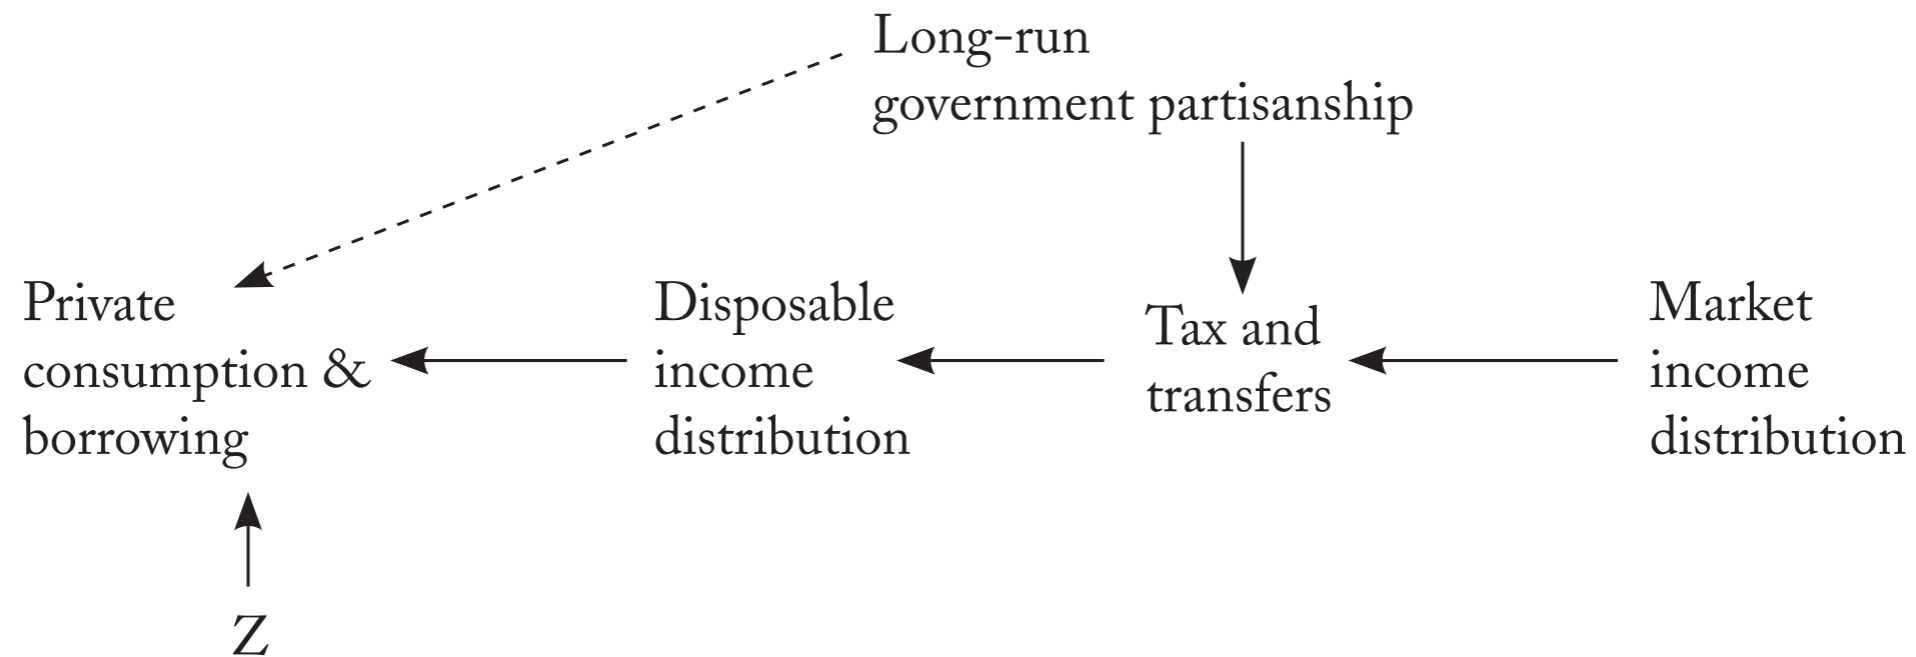 Long-run
government partisanship
Private
consumption &
borrowing
Disposable
income
distribution
Tax and
transfers
Market
income
distribution
Z